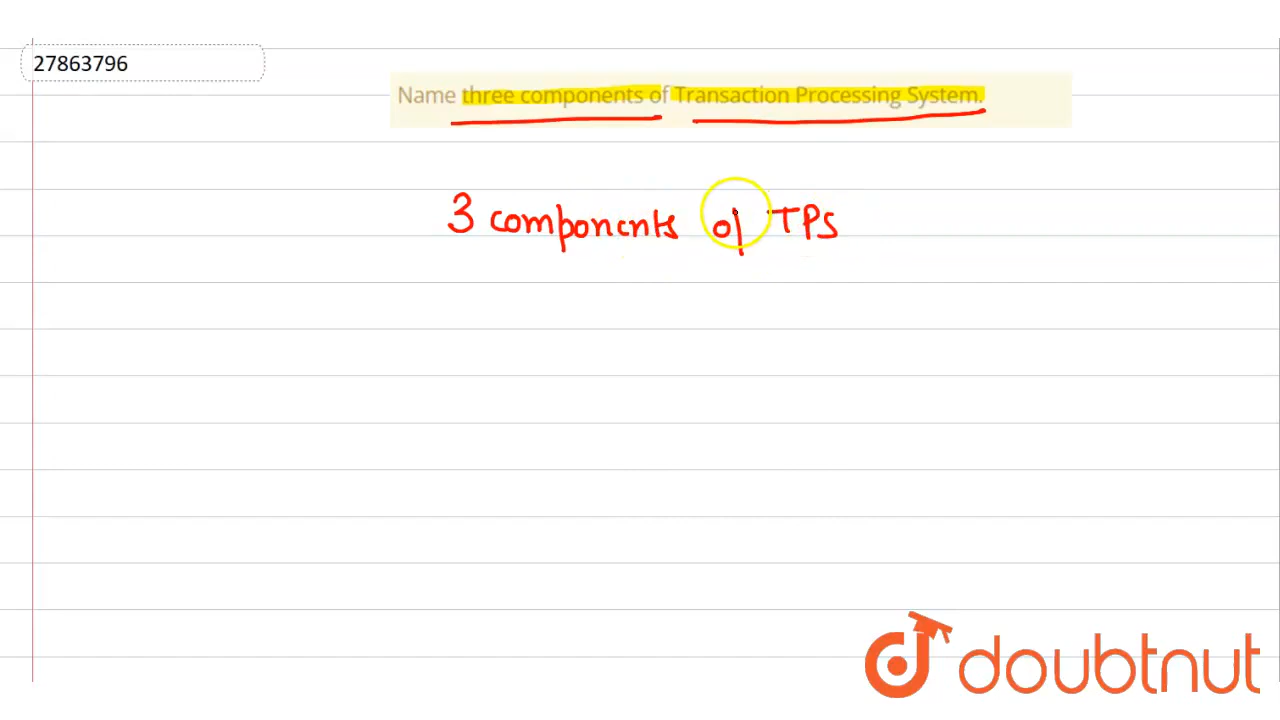 27863796
Name three components of Transaction Processing System.
3 components of TPS
doubtnut